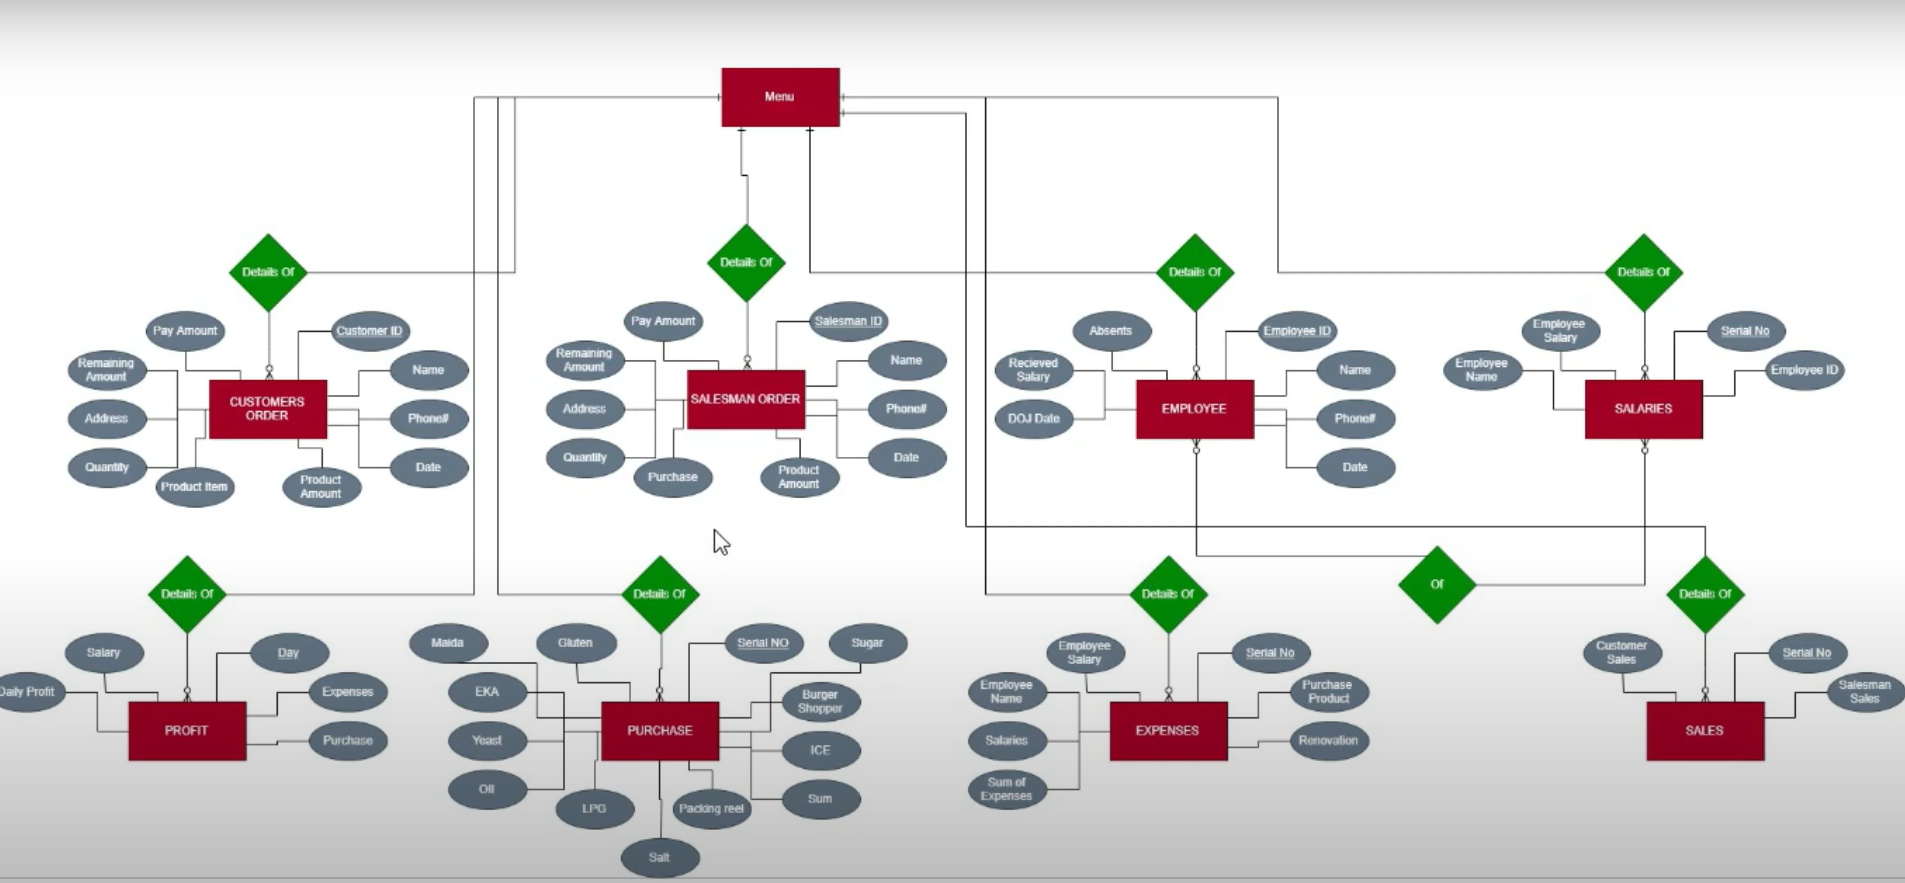 Menu
Details Of
Details Of
Details Of
Details Of
Pay Amount
Customer ID
Remaining
Amount
Name
CUSTOMERS
ORDER
Address
Phone#
Quantity
Date
Product Item
Product
Amount
Pay Amount
Salesman ID
Remaining
Amount
Name
SALESMAN ORDER
Address
Phone#
Quantity
Date
Purchase
Product
Amount
Absents
Employee ID
Recieved
Salary
Name
EMPLOYEE
DOJ Date
Phone#
Date
Employee
Salary
Serial No
Employee
Name
Employee ID
SALARIES
Details Of
Details Of
Details Of
Of
Details Of
Salary
Day
Daily Profit
Expenses
PROFIT
Purchase
Maida
Gluten
Serial NO
Sugar
EKA
Burger
Shopper
PURCHASE
Yeast
ICE
Oil
LPG
Packing reel
Sum
Salt
Employee
Salary
Serial No
Employee
Name
Purchase
Product
EXPENSES
Salaries
Renovation
Sum of
Expenses
Customer
Sales
Serial No
Salesman
Sales
SALES